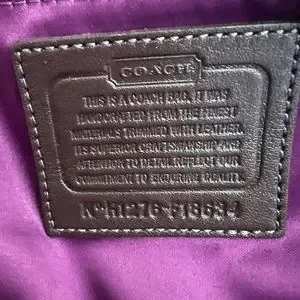 COACH
THIS IS A COACH BAG. IT WAS
HANDCRAFTED FROM THE FINEST
MATERIALS TRIMMED WITH LEATHER.
ITS SUPERIOR CRAFTSMANSHIP AND
ATTENTION TO DETAIL REFLECT OUR
COMMITMENT TO ENDURING QUALITY.
Nº H1276-F18634